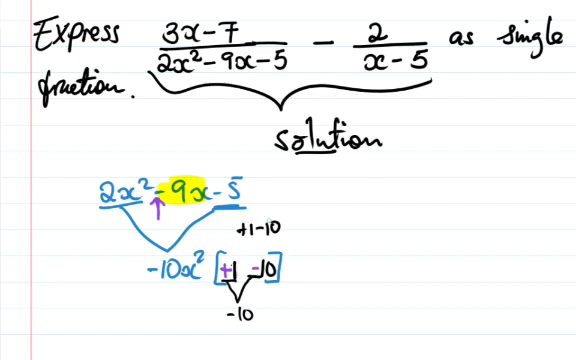 Express (3x-7)/(2x²-9x-5) - 2/(x-5) as single
fraction.
solution
2x² - 9x - 5
+1-10
-10x² [+1 -10]
-10